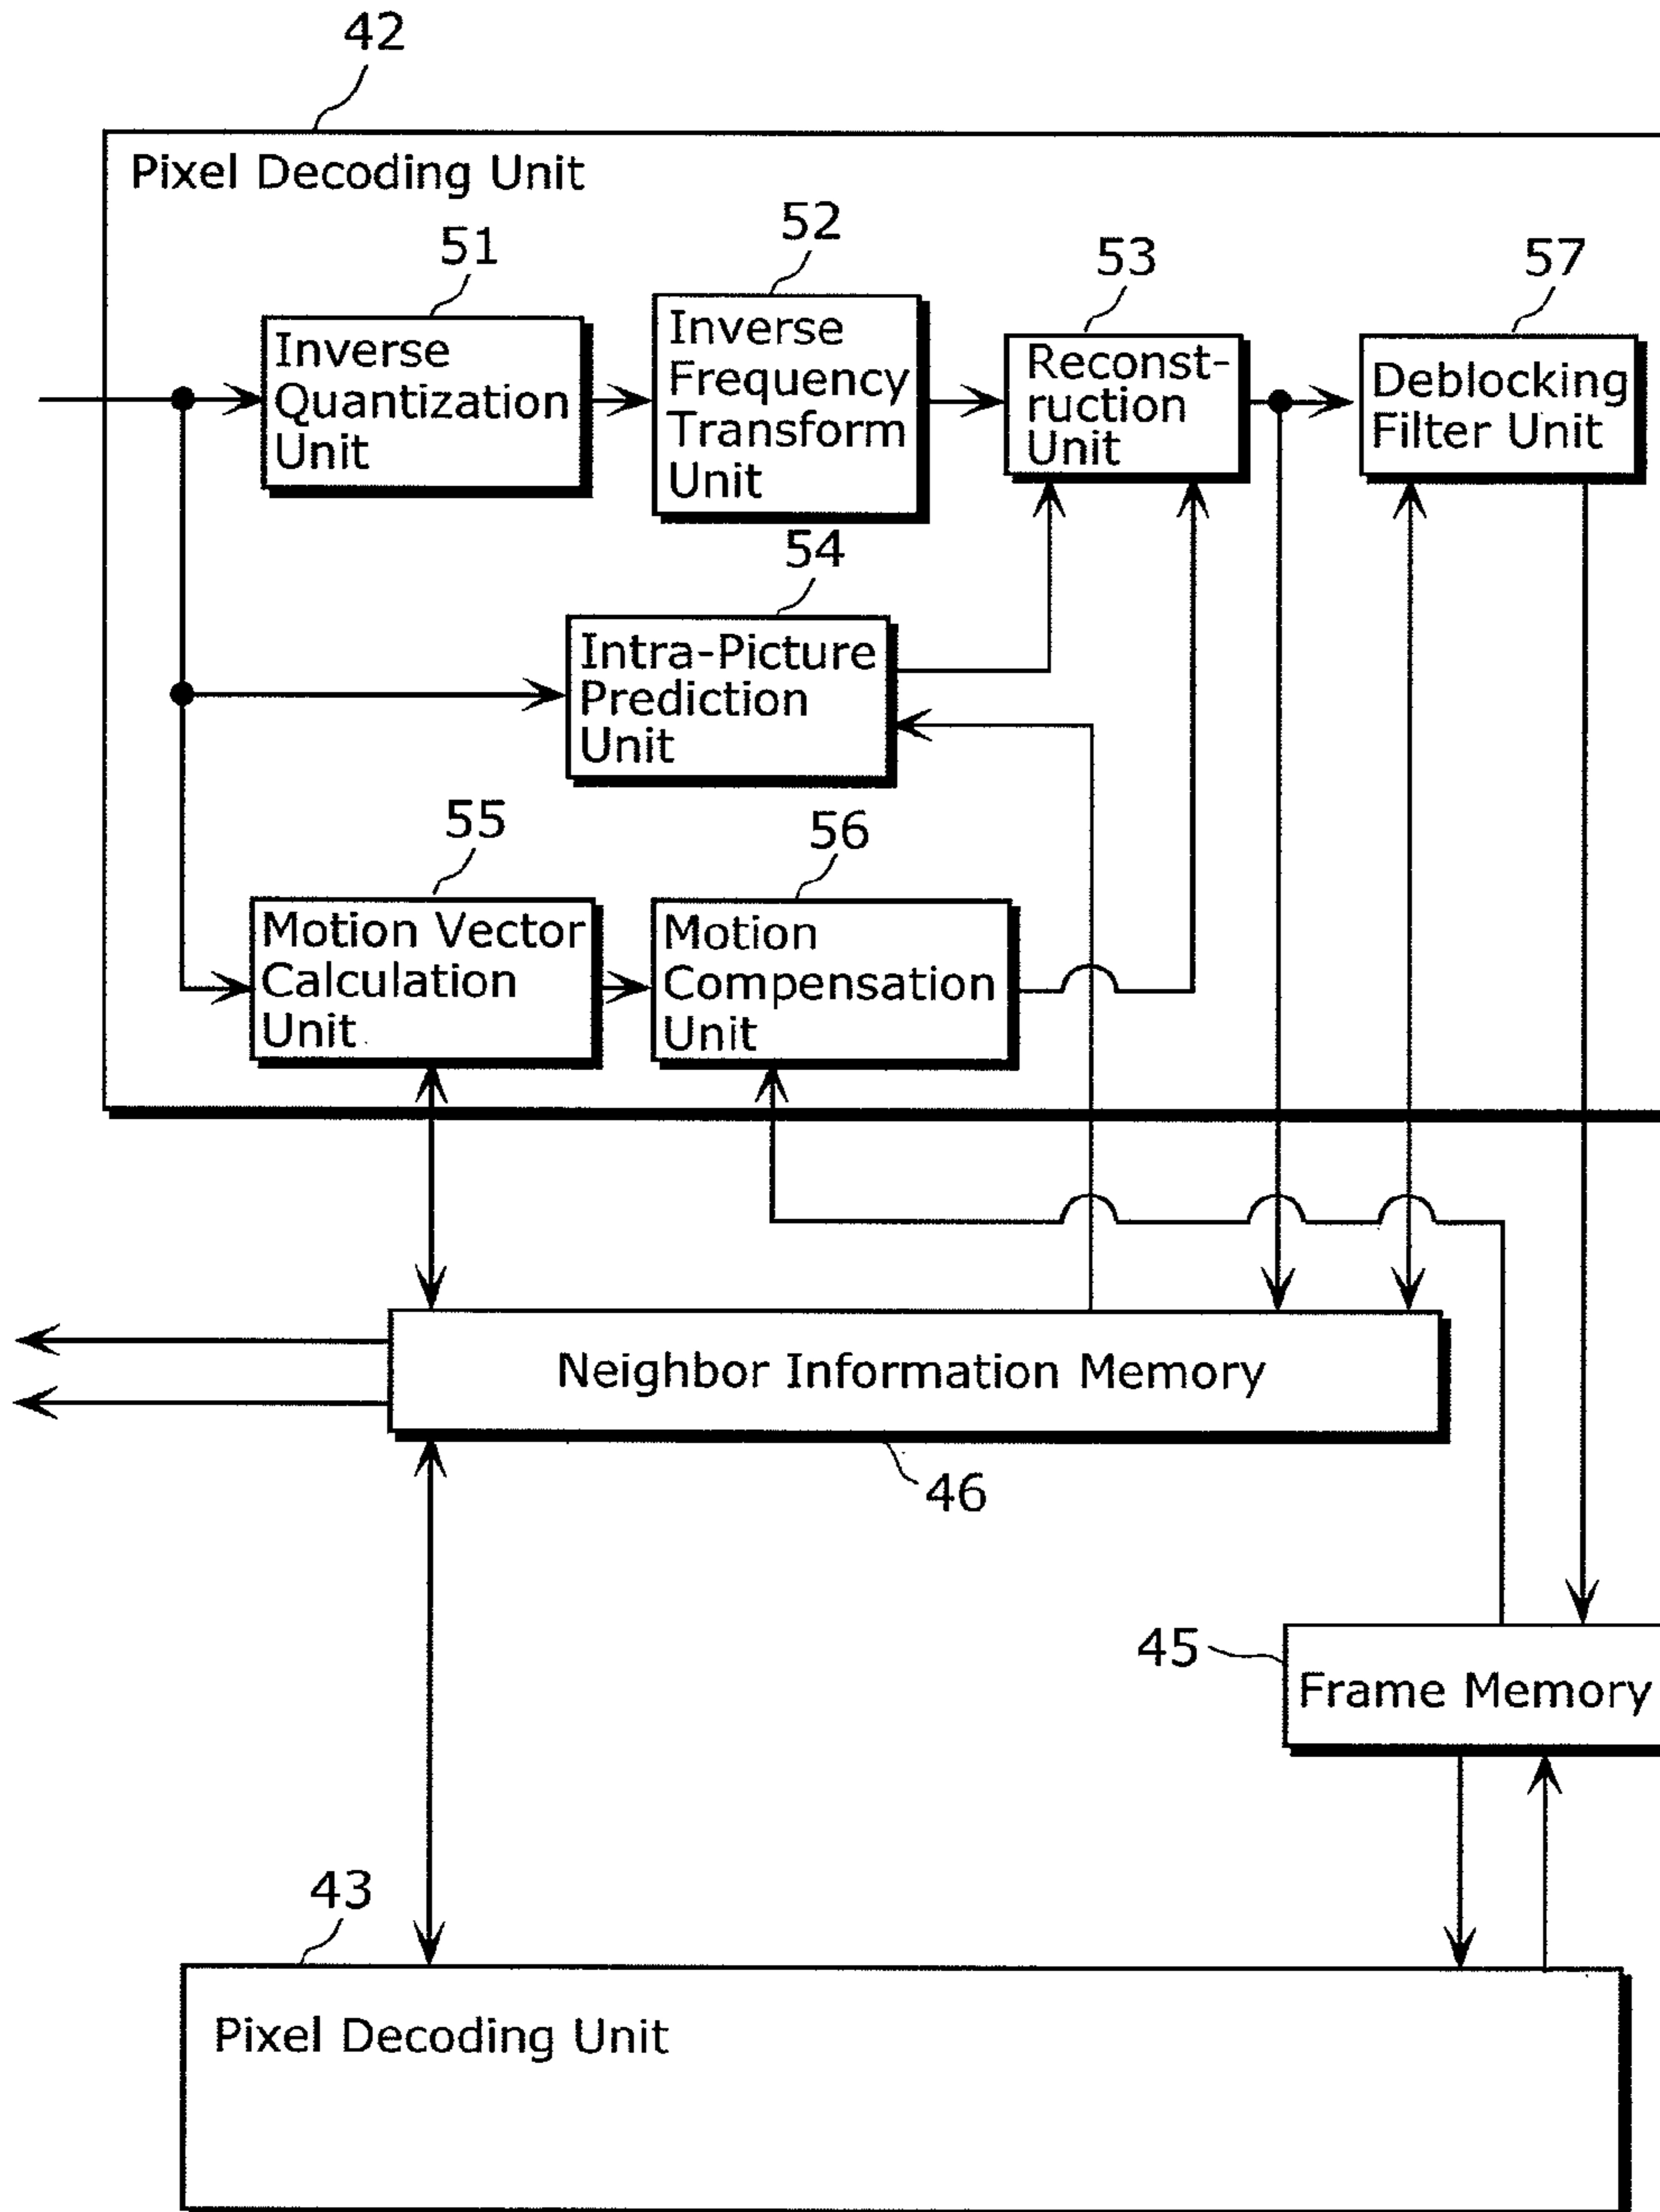 42
Pixel Decoding Unit
51
52
53
57
Inverse
Quantization
Unit
Inverse
Frequency
Transform
Unit
Reconst-
ruction
Unit
Deblocking
Filter Unit
54
Intra-Picture
Prediction
Unit
55
56
Motion Vector
Calculation
Unit
Motion
Compensation
Unit
Neighbor Information Memory
46
45
Frame Memory
43
Pixel Decoding Unit